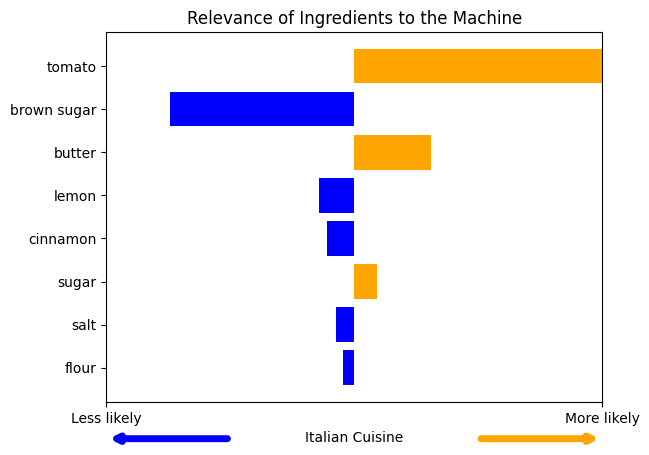 Relevance of Ingredients to the Machine
tomato
brown sugar
butter
lemon
cinnamon
sugar
salt
flour
Less likely
More likely
Italian Cuisine